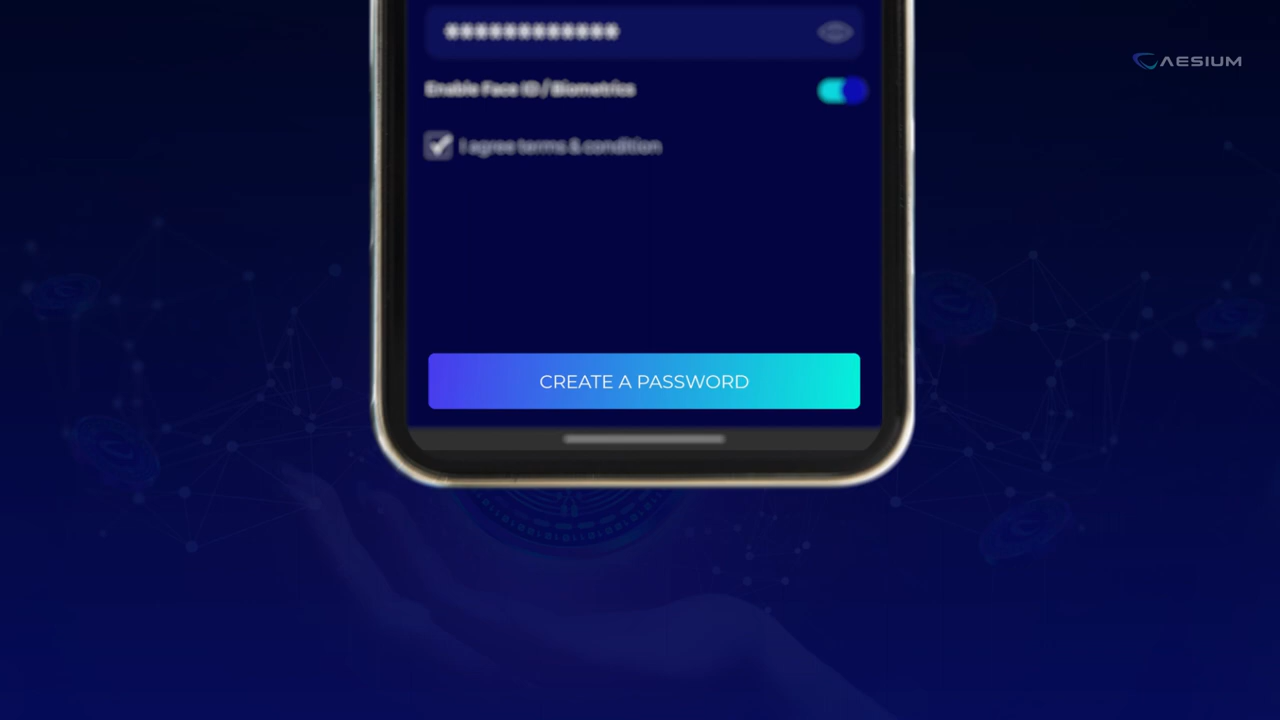 ************
AESIUM
Enable Face ID / Biometrics
I agree terms & condition
CREATE A PASSWORD